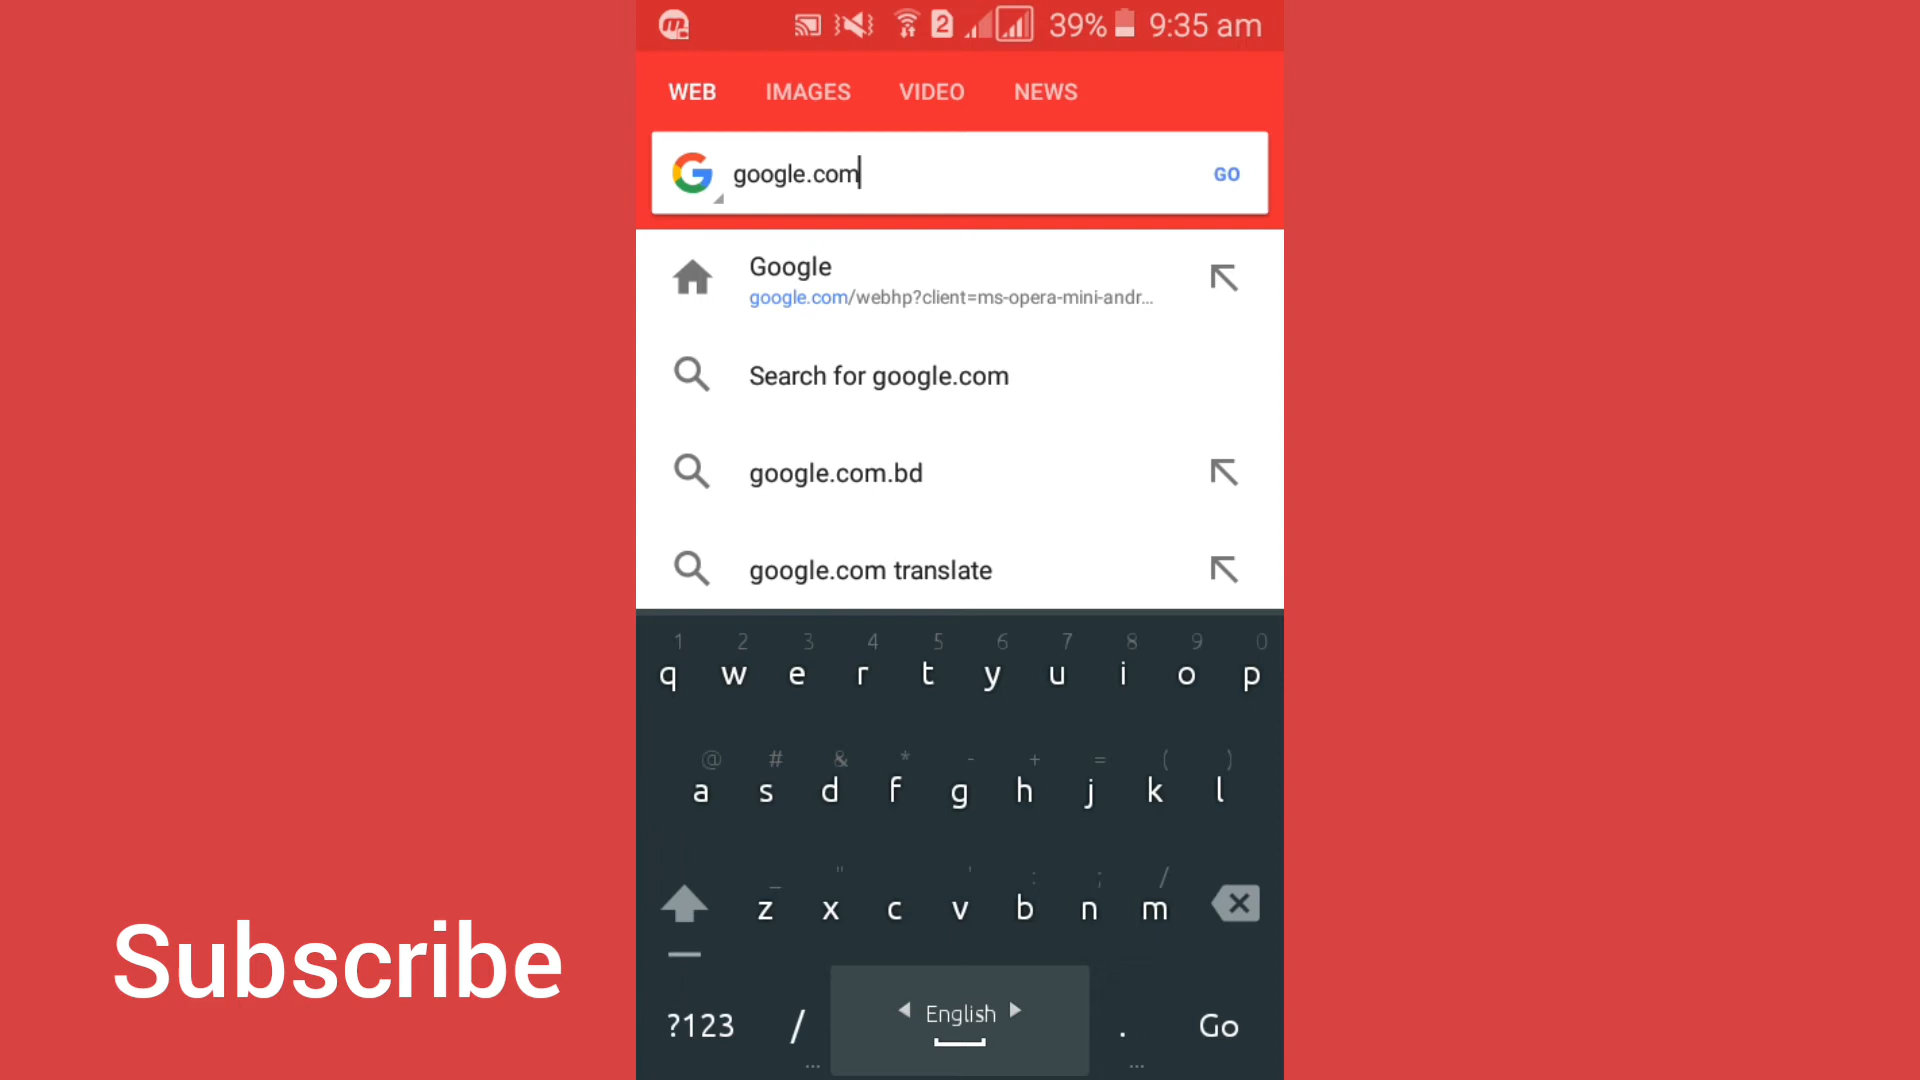 2 39% 9:35 am
WEB IMAGES VIDEO NEWS
google.com GO
Google
google.com/webhp?client=ms-opera-mini-andr...
Search for google.com
google.com.bd
google.com translate
1 2 3 4 5 6 7 8 9 0
q w e r t y u i o p
@ # & * - + = ( )
a s d f g h j k l
_ " ' : ; /
z x c v b n m
Subscribe
?123 / English . Go